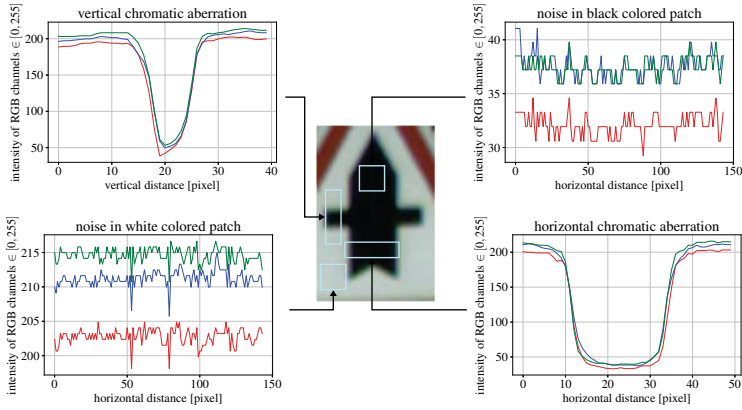 vertical chromatic aberration
intensity of RGB channels ∈ [0, 255]
200
150
100
50
0 10 20 30 40
vertical distance [pixel]
noise in black colored patch
intensity of RGB channels ∈ [0, 255]
40
35
30
0 50 100 150
horizontal distance [pixel]
noise in white colored patch
intensity of RGB channels ∈ [0, 255]
215
210
205
200
0 50 100 150
horizontal distance [pixel]
horizontal chromatic aberration
intensity of RGB channels ∈ [0, 255]
200
150
100
50
0 10 20 30 40 50
horizontal distance [pixel]